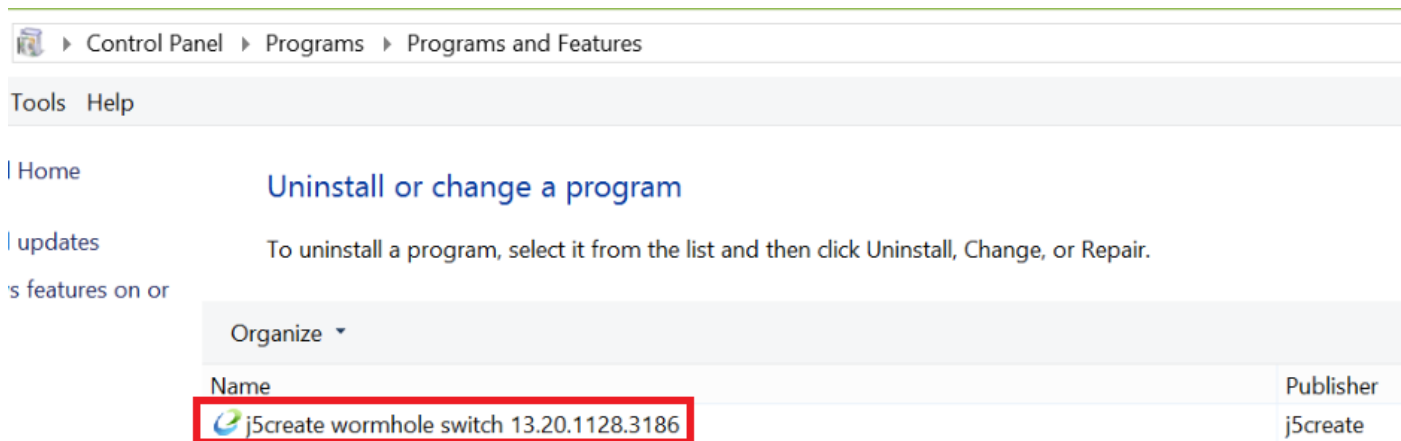 Control Panel Programs Programs and Features
Tools Help
Home
Uninstall or change a program
updates
To uninstall a program, select it from the list and then click Uninstall, Change, or Repair.
s features on or
Organize
Name Publisher
j5create wormhole switch 13.20.1128.3186 j5create